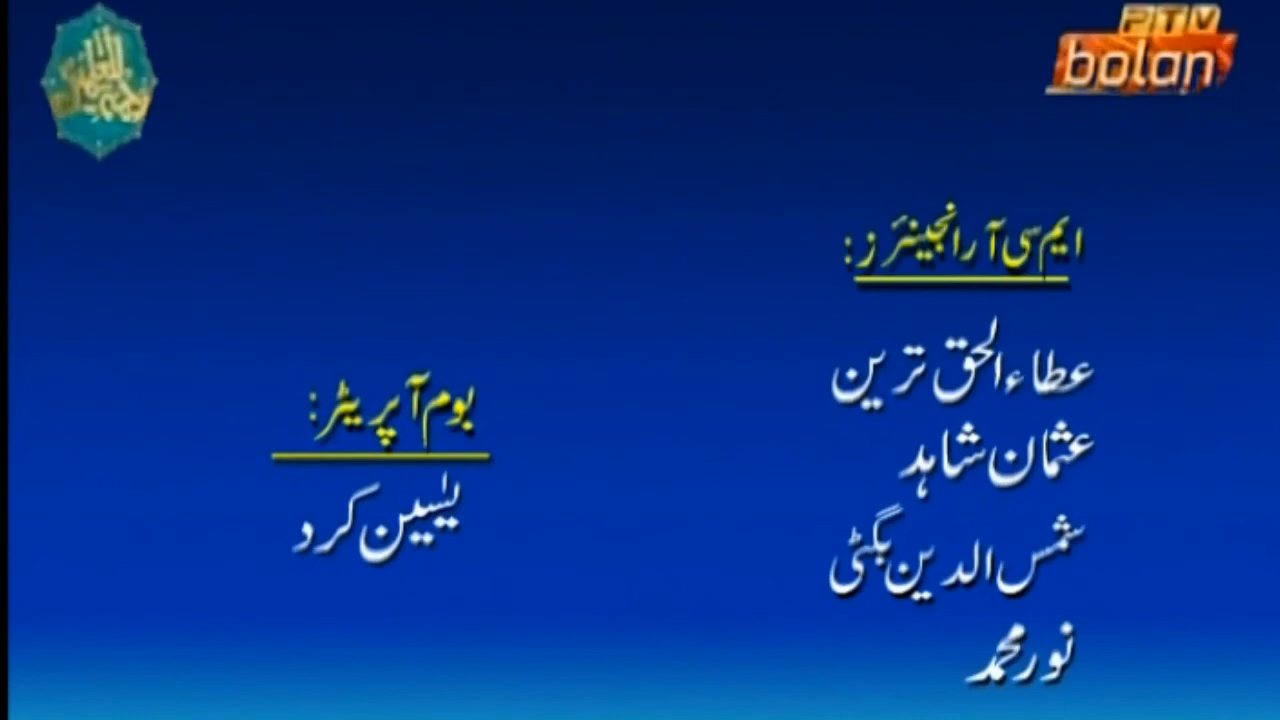 PTV
bolan
ایم سی آر انجینئرز:
عطاء الحق ترین
عثمان شاہد
شمس الدین بگٹی
نور محمد
بوم آپریٹر:
یٰسین کرد